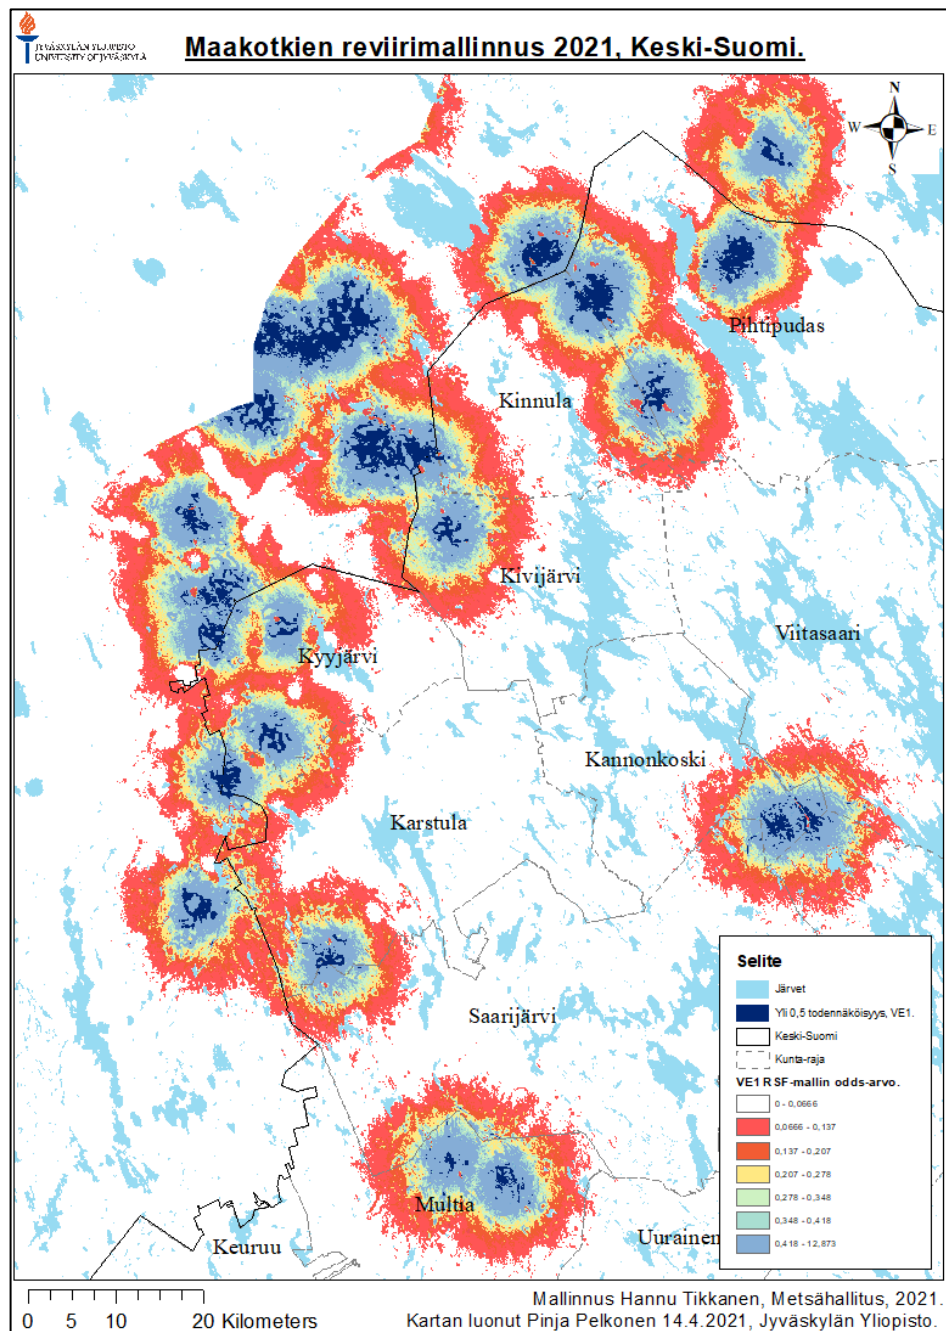 JYVÄSKYLÄN YLIOPISTO
UNIVERSITY OF JYVÄSKYLÄ
Maakotkien reviirimallinnus 2021, Keski-Suomi.
N
W E
S
Pihtipudas
Kinnula
Kivijärvi
Viitasaari
Kyyjärvi
Kannonkoski
Karstula
Saarijärvi
Multia
Keuruu
Uurainen
Selite
Järvet
Yli 0,5 todennäköisyys, VE1.
Keski-Suomi
Kunta-raja
VE1 RSF-mallin odds-arvo.
0 - 0,0666
0,0666 - 0,137
0,137 - 0,207
0,207 - 0,278
0,278 - 0,348
0,348 - 0,418
0,418 - 12,873
0 5 10 20 Kilometers
Mallinnus Hannu Tikkanen, Metsähallitus, 2021.
Kartan luonut Pinja Pelkonen 14.4.2021, Jyväskylän Yliopisto.